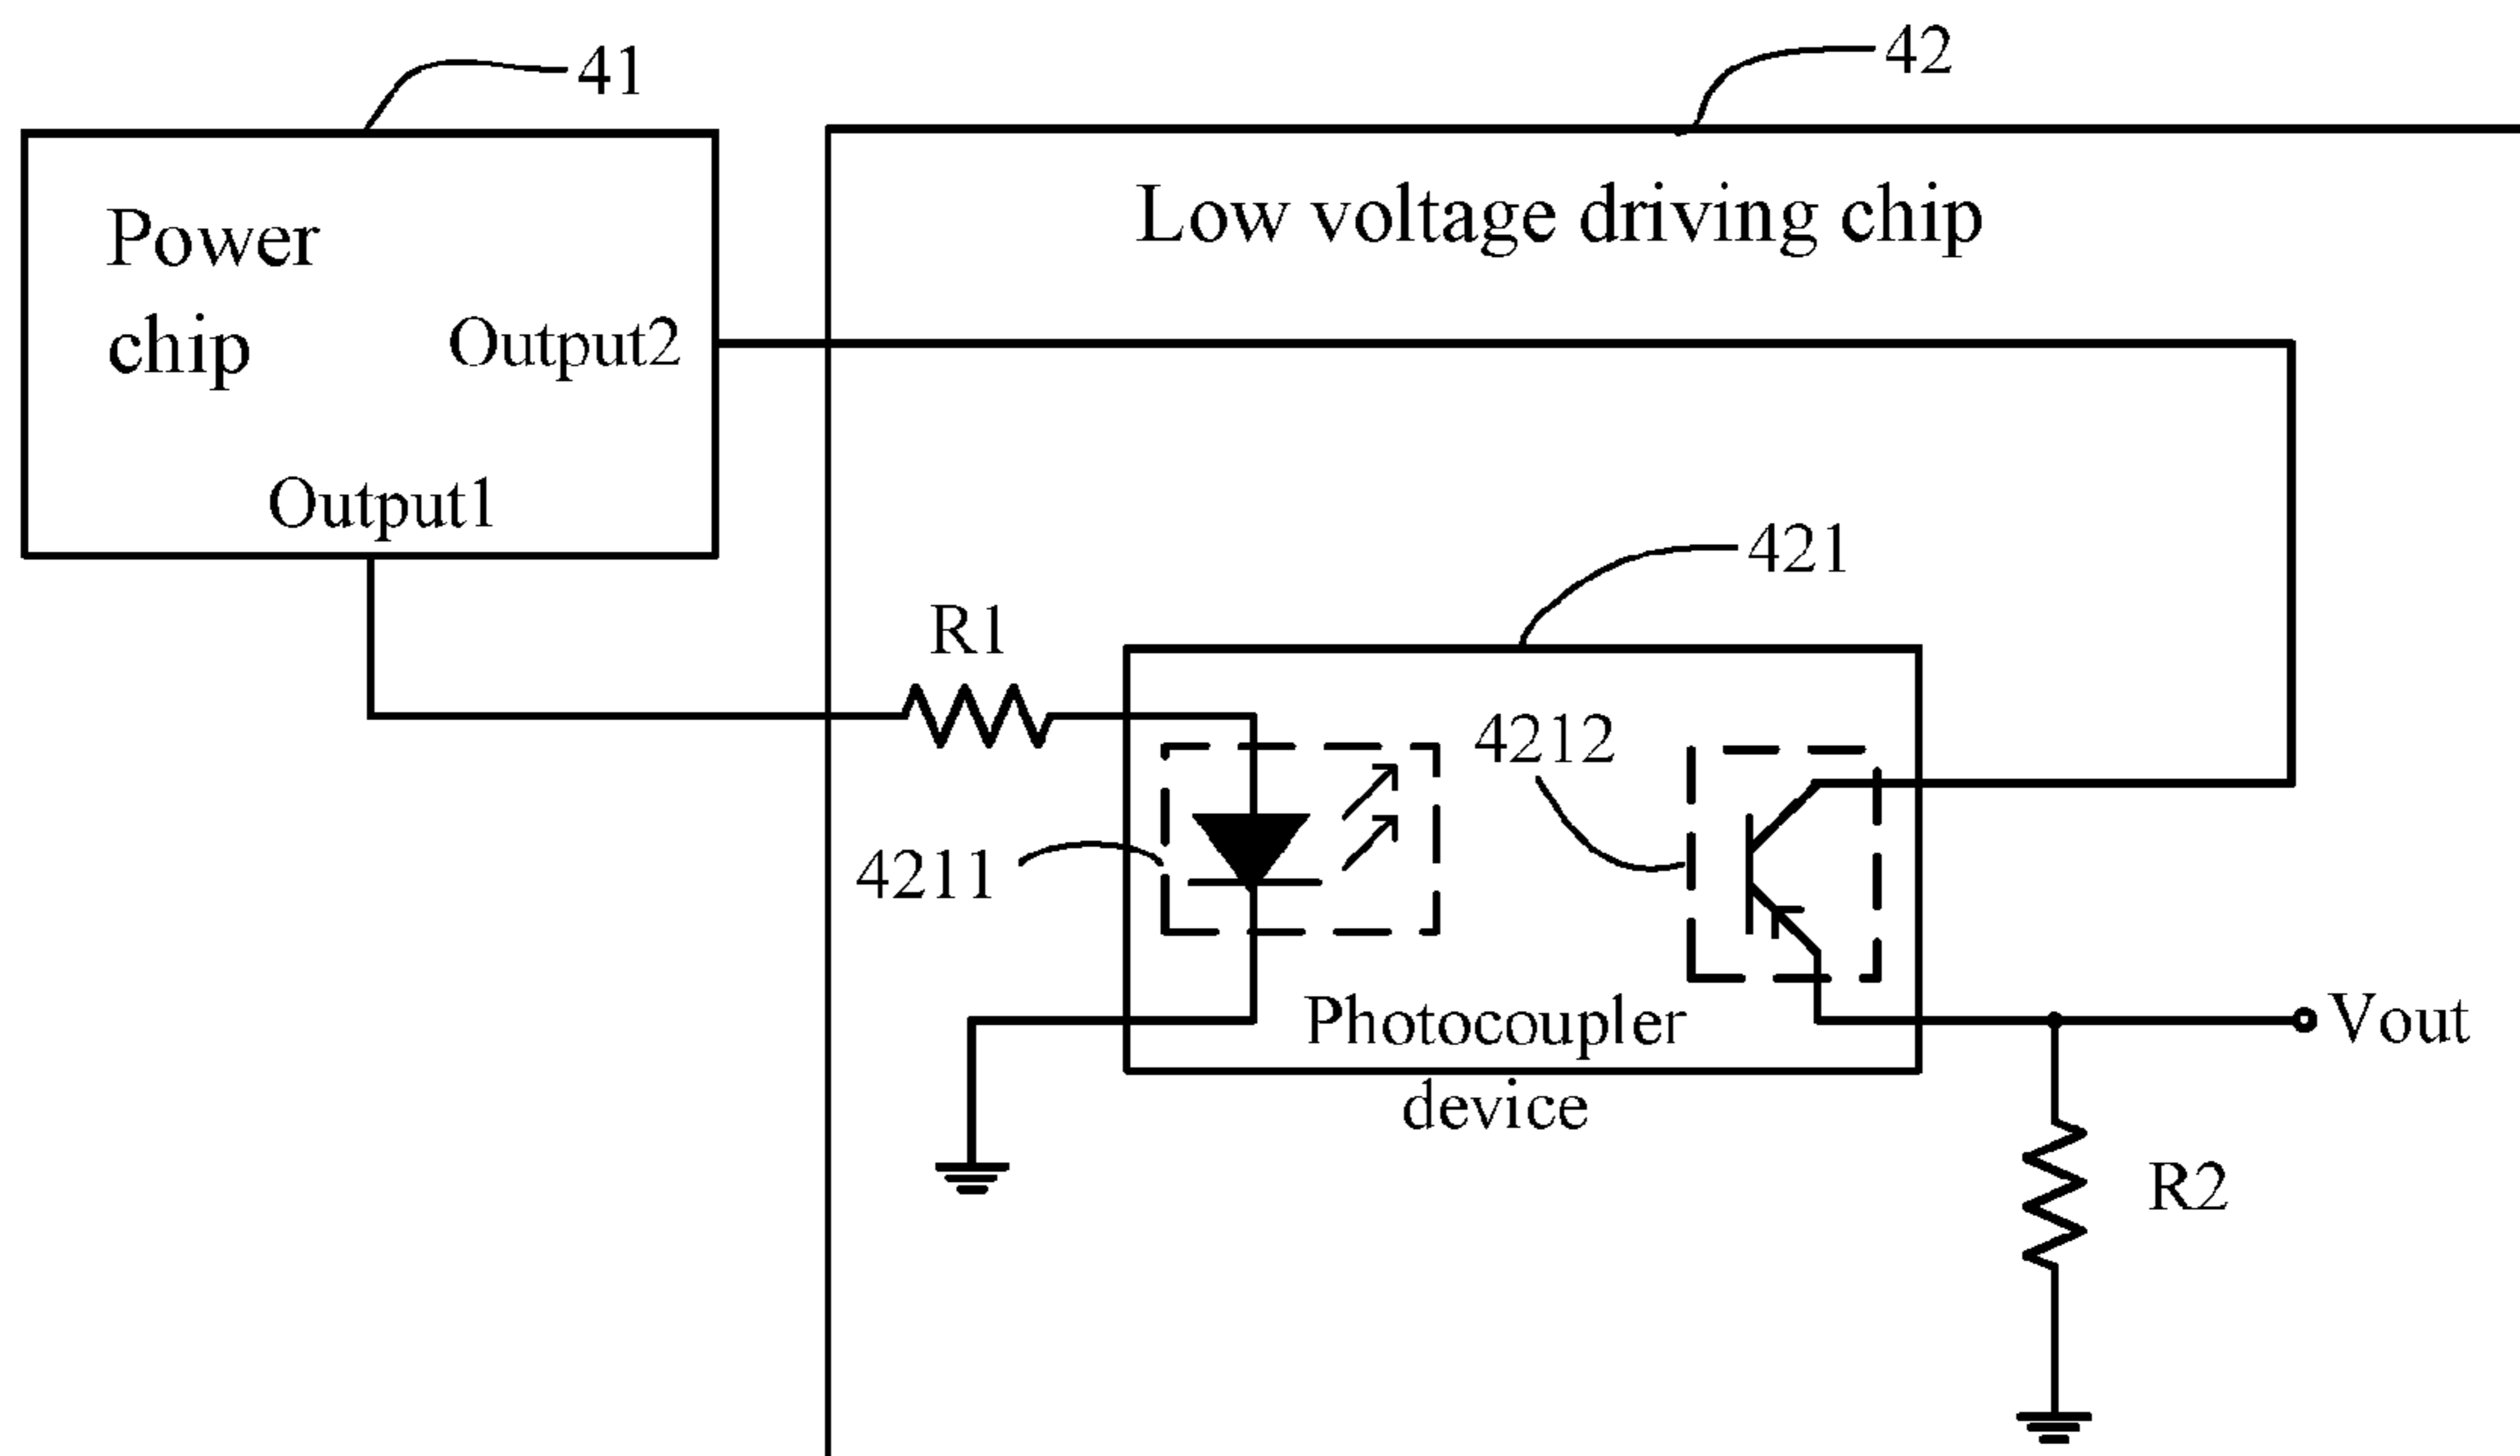 41
42
Power
chip
Low voltage driving chip
Output2
Output1
421
R1
4212
4211
Photocoupler
device
Vout
R2